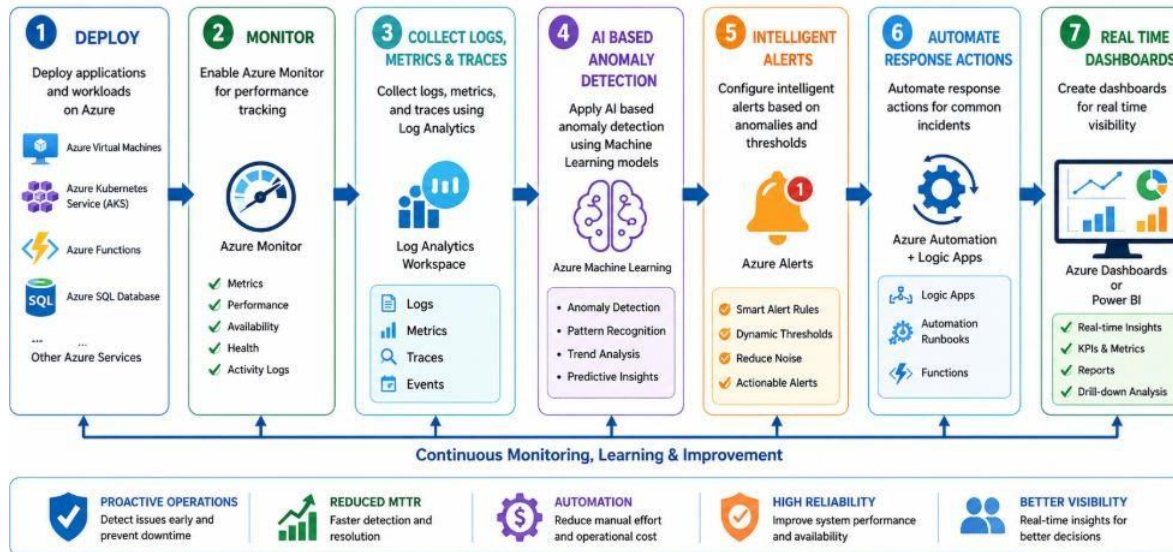 1 DEPLOY
Deploy applications
and workloads
on Azure
Azure Virtual Machines
Azure Kubernetes
Service (AKS)
Azure Functions
SQL
Azure SQL Database
... ...
Other Azure Services
2 MONITOR
Enable Azure Monitor
for performance
tracking
Azure Monitor
Metrics
Performance
Availability
Health
Activity Logs
3 COLLECT LOGS,
METRICS & TRACES
Collect logs, metrics,
and traces using
Log Analytics
Log Analytics
Workspace
Logs
Metrics
Traces
Events
4 AI BASED
ANOMALY
DETECTION
Apply AI based
anomaly detection
using Machine
Learning models
Azure Machine Learning
• Anomaly Detection
• Pattern Recognition
• Trend Analysis
• Predictive Insights
5 INTELLIGENT
ALERTS
Configure intelligent
alerts based on
anomalies and
thresholds
1
Azure Alerts
Smart Alert Rules
Dynamic Thresholds
Reduce Noise
Actionable Alerts
6 AUTOMATE
RESPONSE ACTIONS
Automate response
actions for common
incidents
Azure Automation
+ Logic Apps
Logic Apps
Automation
Runbooks
Functions
7 REAL TIME
DASHBOARDS
Create dashboards
for real time
visibility
Azure Dashboards
or
Power BI
Real-time Insights
KPIs & Metrics
Reports
Drill-down Analysis
Continuous Monitoring, Learning & Improvement
PROACTIVE OPERATIONS
Detect issues early and
prevent downtime
REDUCED MTTR
Faster detection and
resolution
$
AUTOMATION
Reduce manual effort
and operational cost
HIGH RELIABILITY
Improve system performance
and availability
BETTER VISIBILITY
Real-time insights for
better decisions